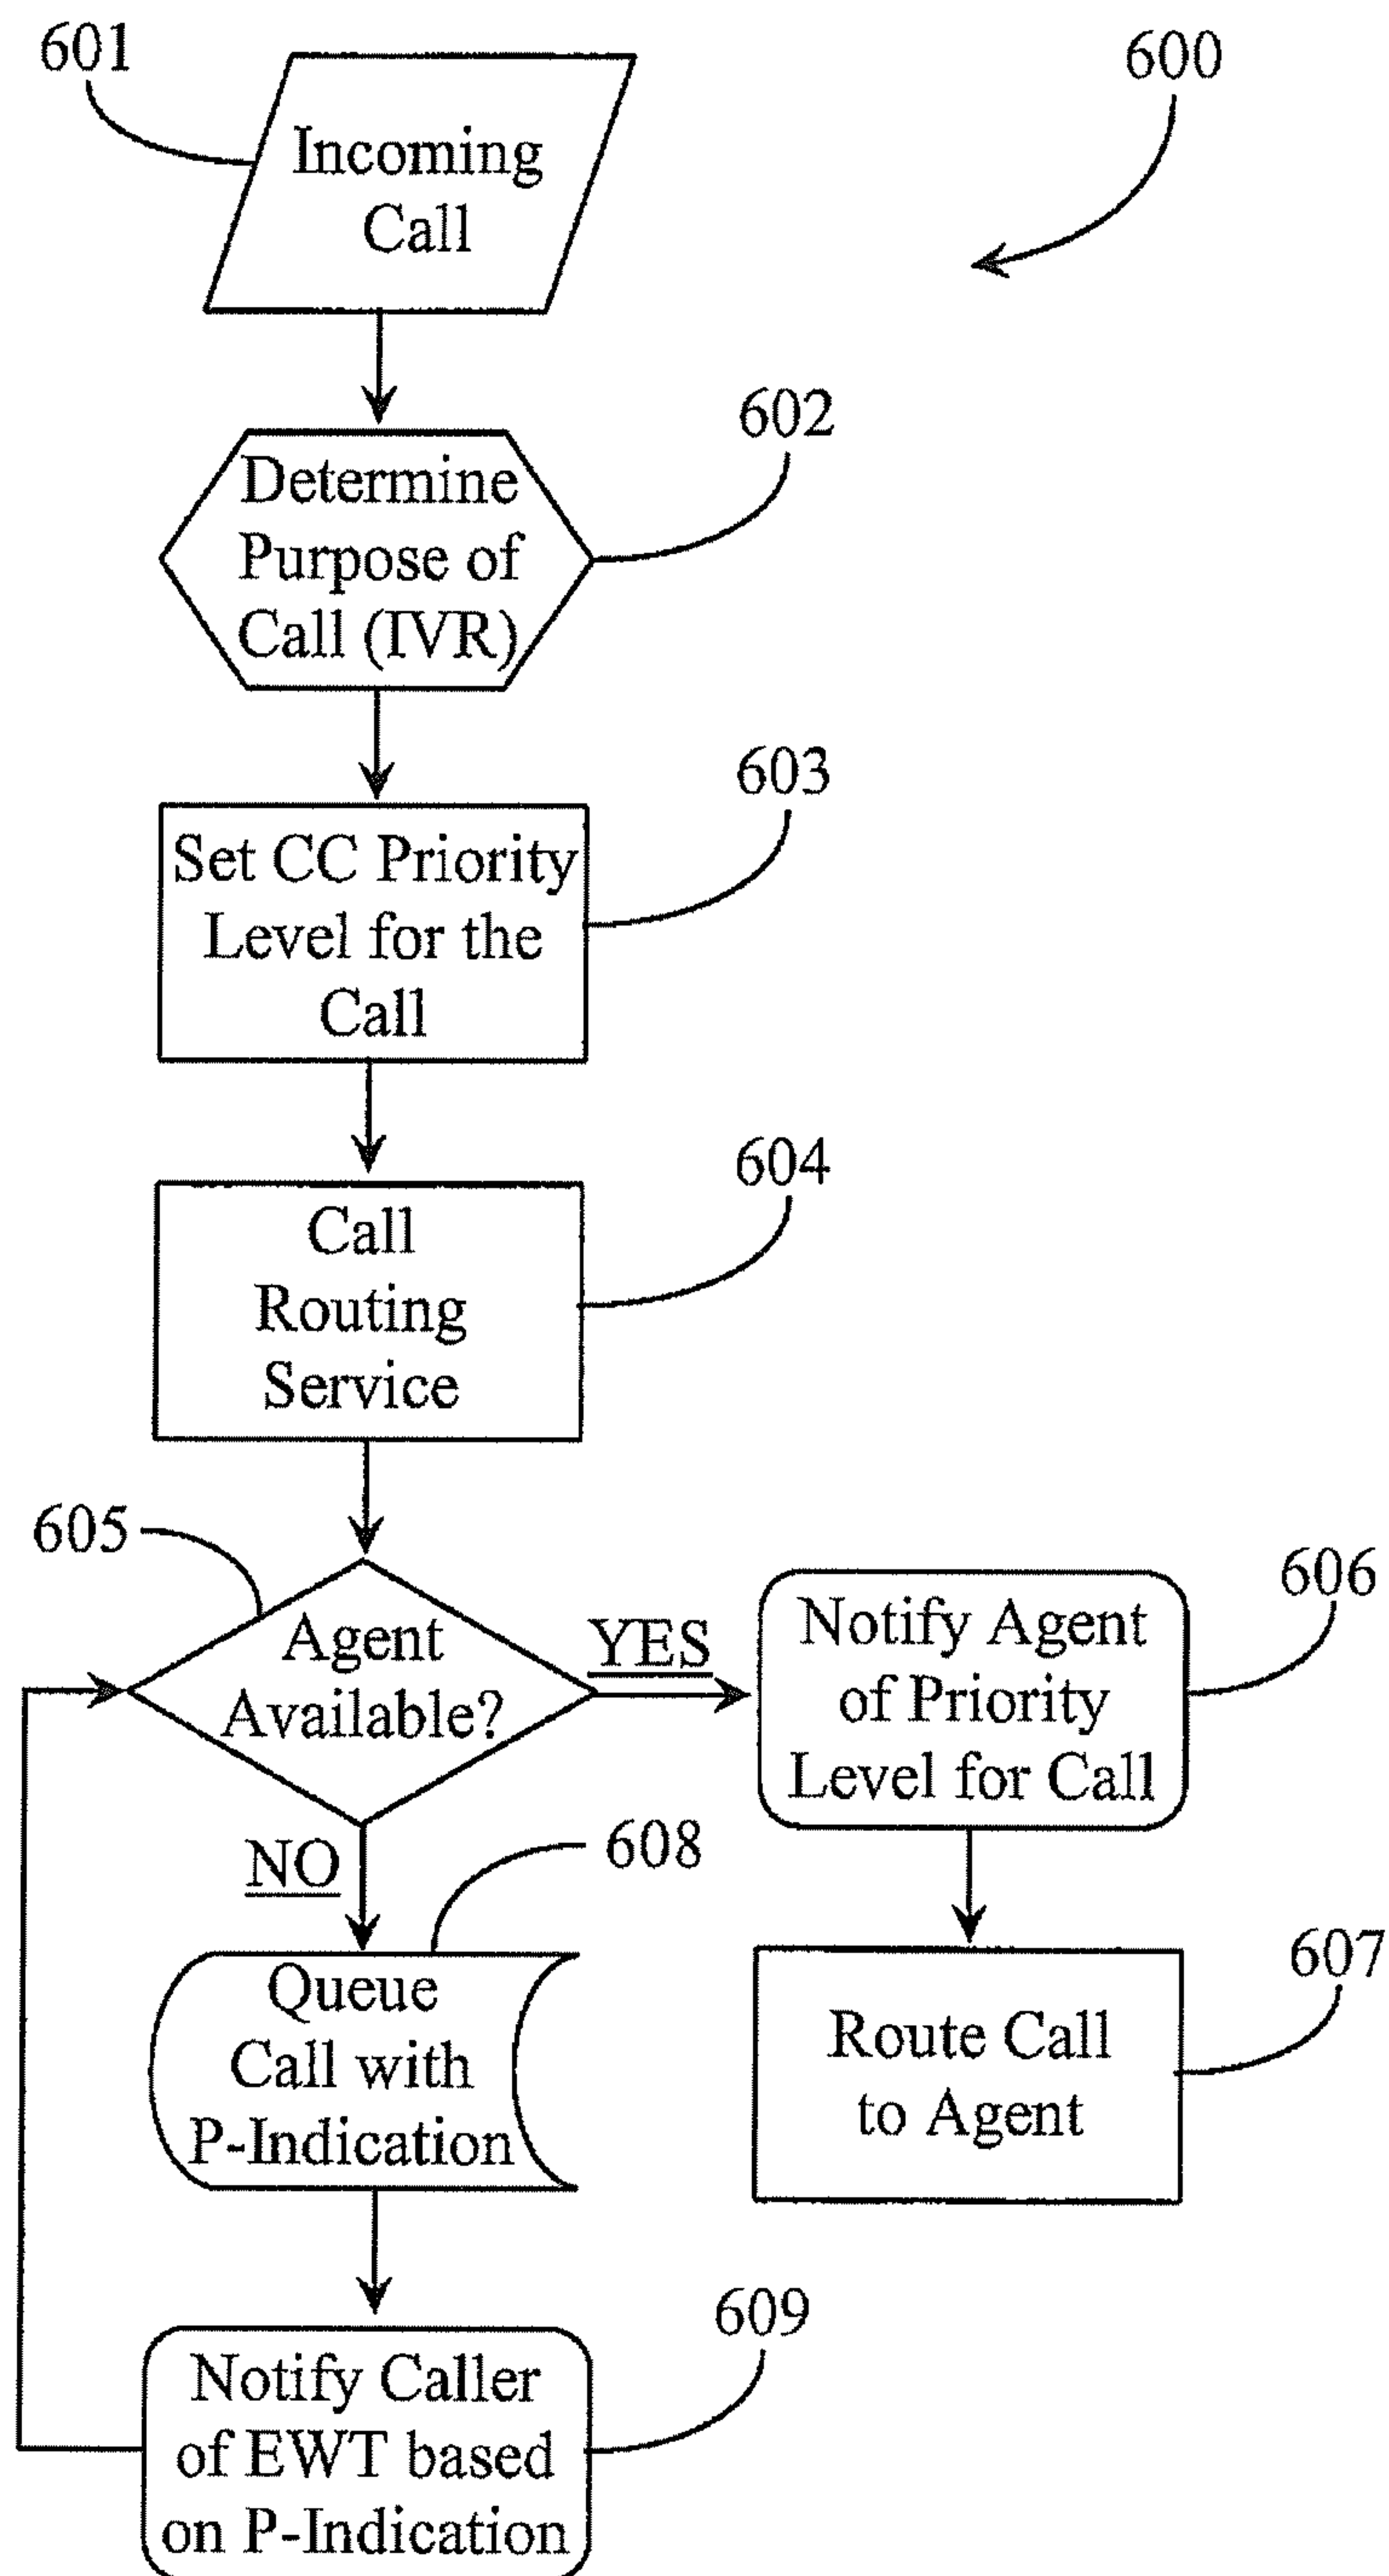 601
600
Incoming
Call
602
Determine
Purpose of
Call (IVR)
603
Set CC Priority
Level for the
Call
604
Call
Routing
Service
605
606
Agent
Available?
YES
Notify Agent
of Priority
Level for Call
NO
608
607
Queue
Call with
P-Indication
Route Call
to Agent
609
Notify Caller
of EWT based
on P-Indication